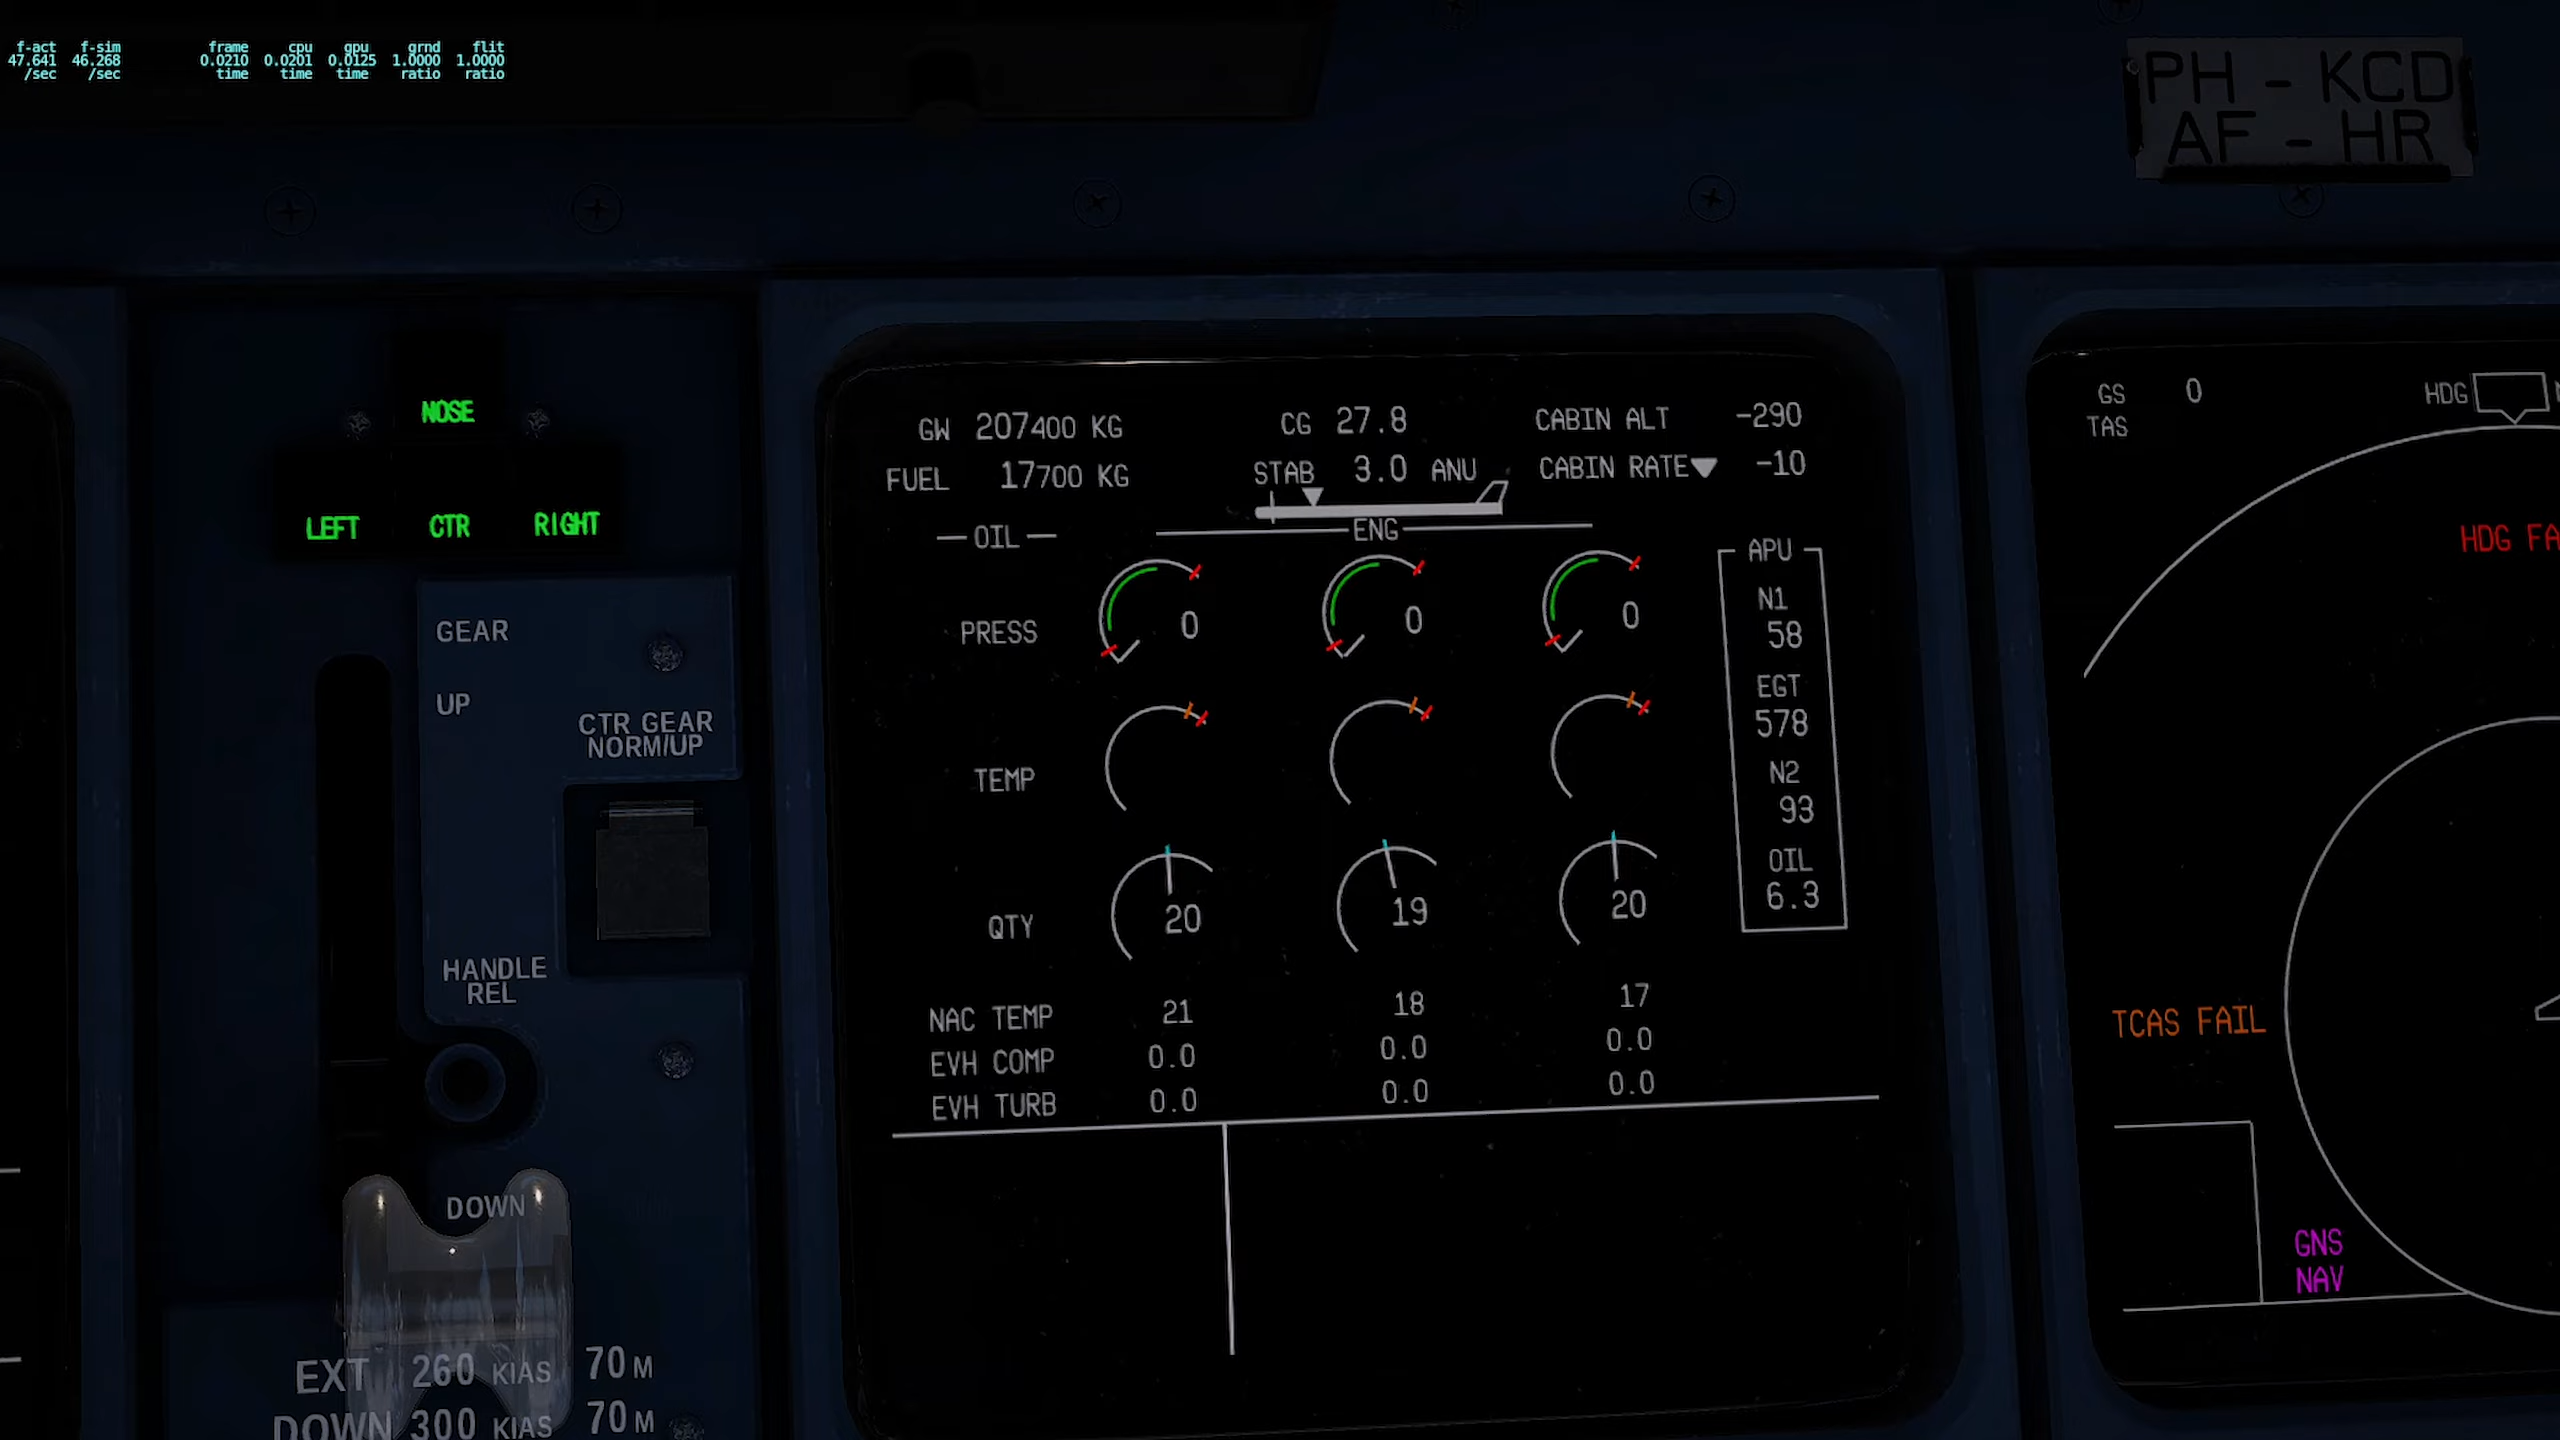 f-act f-sim frame cpu gpu grnd flit
47.641 46.268 0.0210 0.0201 0.0125 1.0000 1.0000
/sec /sec time time time ratio ratio
PH - KCD
AF - HR
NOSE
LEFT CTR RIGHT
GEAR
UP
CTR GEAR
NORM/UP
HANDLE
REL
DOWN
EXT 260 KIAS 70 M
DOWN 300 KIAS 70 M
GW 207400 KG CG 27.8 CABIN ALT -290
FUEL 17700 KG STAB 3.0 ANU CABIN RATE -10
OIL ENG
PRESS 0 0 0
TEMP
QTY 20 19 20
NAC TEMP 21 18 17
EVH COMP 0.0 0.0 0.0
EVH TURB 0.0 0.0 0.0
APU
N1
58
EGT
578
N2
93
OIL
6.3
GS 0 HDG
TAS
HDG FA
TCAS FAIL
GNS
NAV